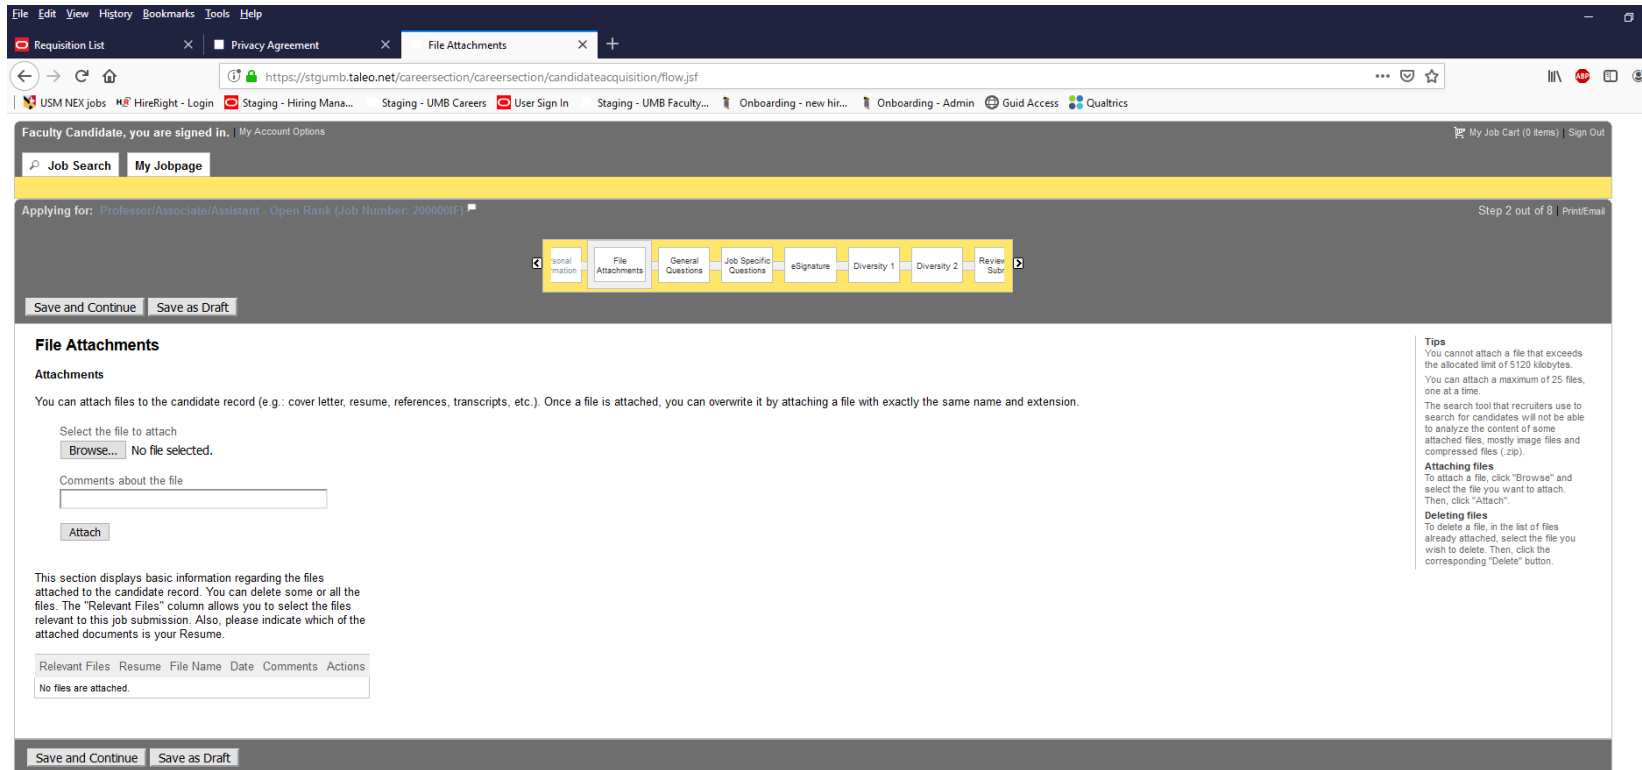 File Edit View History Bookmarks Tools Help
Requisition List
Privacy Agreement
File Attachments
https://stgumb.taleo.net/careersection/careersection/candidateacquisition/flow.jsf
ABP
USM NEX jobs HR HireRight - Login Staging - Hiring Mana... Staging - UMB Careers User Sign In Staging - UMB Faculty... Onboarding - new hir... Onboarding - Admin Guid Access Qualtrics
Faculty Candidate, you are signed in. | My Account Options
My Job Cart (0 items) | Sign Out
Job Search My Jobpage
Applying for: Professor/Associate/Assistant - Open Rank (Job Number: 200000IF)
Step 2 out of 8 | Print/Email
sonal
mation
File
Attachments
General
Questions
Job Specific
Questions
eSignature
Diversity 1
Diversity 2
Review
Subr
Save and Continue Save as Draft
File Attachments
Attachments
You can attach files to the candidate record (e.g.: cover letter, resume, references, transcripts, etc.). Once a file is attached, you can overwrite it by attaching a file with exactly the same name and extension.
Select the file to attach
Browse... No file selected.
Comments about the file
Attach
This section displays basic information regarding the files
attached to the candidate record. You can delete some or all the
files. The "Relevant Files" column allows you to select the files
relevant to this job submission. Also, please indicate which of the
attached documents is your Resume.
Relevant Files Resume File Name Date Comments Actions
No files are attached.
Tips
You cannot attach a file that exceeds
the allocated limit of 5120 kilobytes.
You can attach a maximum of 25 files,
one at a time.
The search tool that recruiters use to
search for candidates will not be able
to analyze the content of some
attached files, mostly image files and
compressed files (.zip).
Attaching files
To attach a file, click "Browse" and
select the file you want to attach.
Then, click "Attach".
Deleting files
To delete a file, in the list of files
already attached, select the file you
wish to delete. Then, click the
corresponding "Delete" button.
Save and Continue Save as Draft